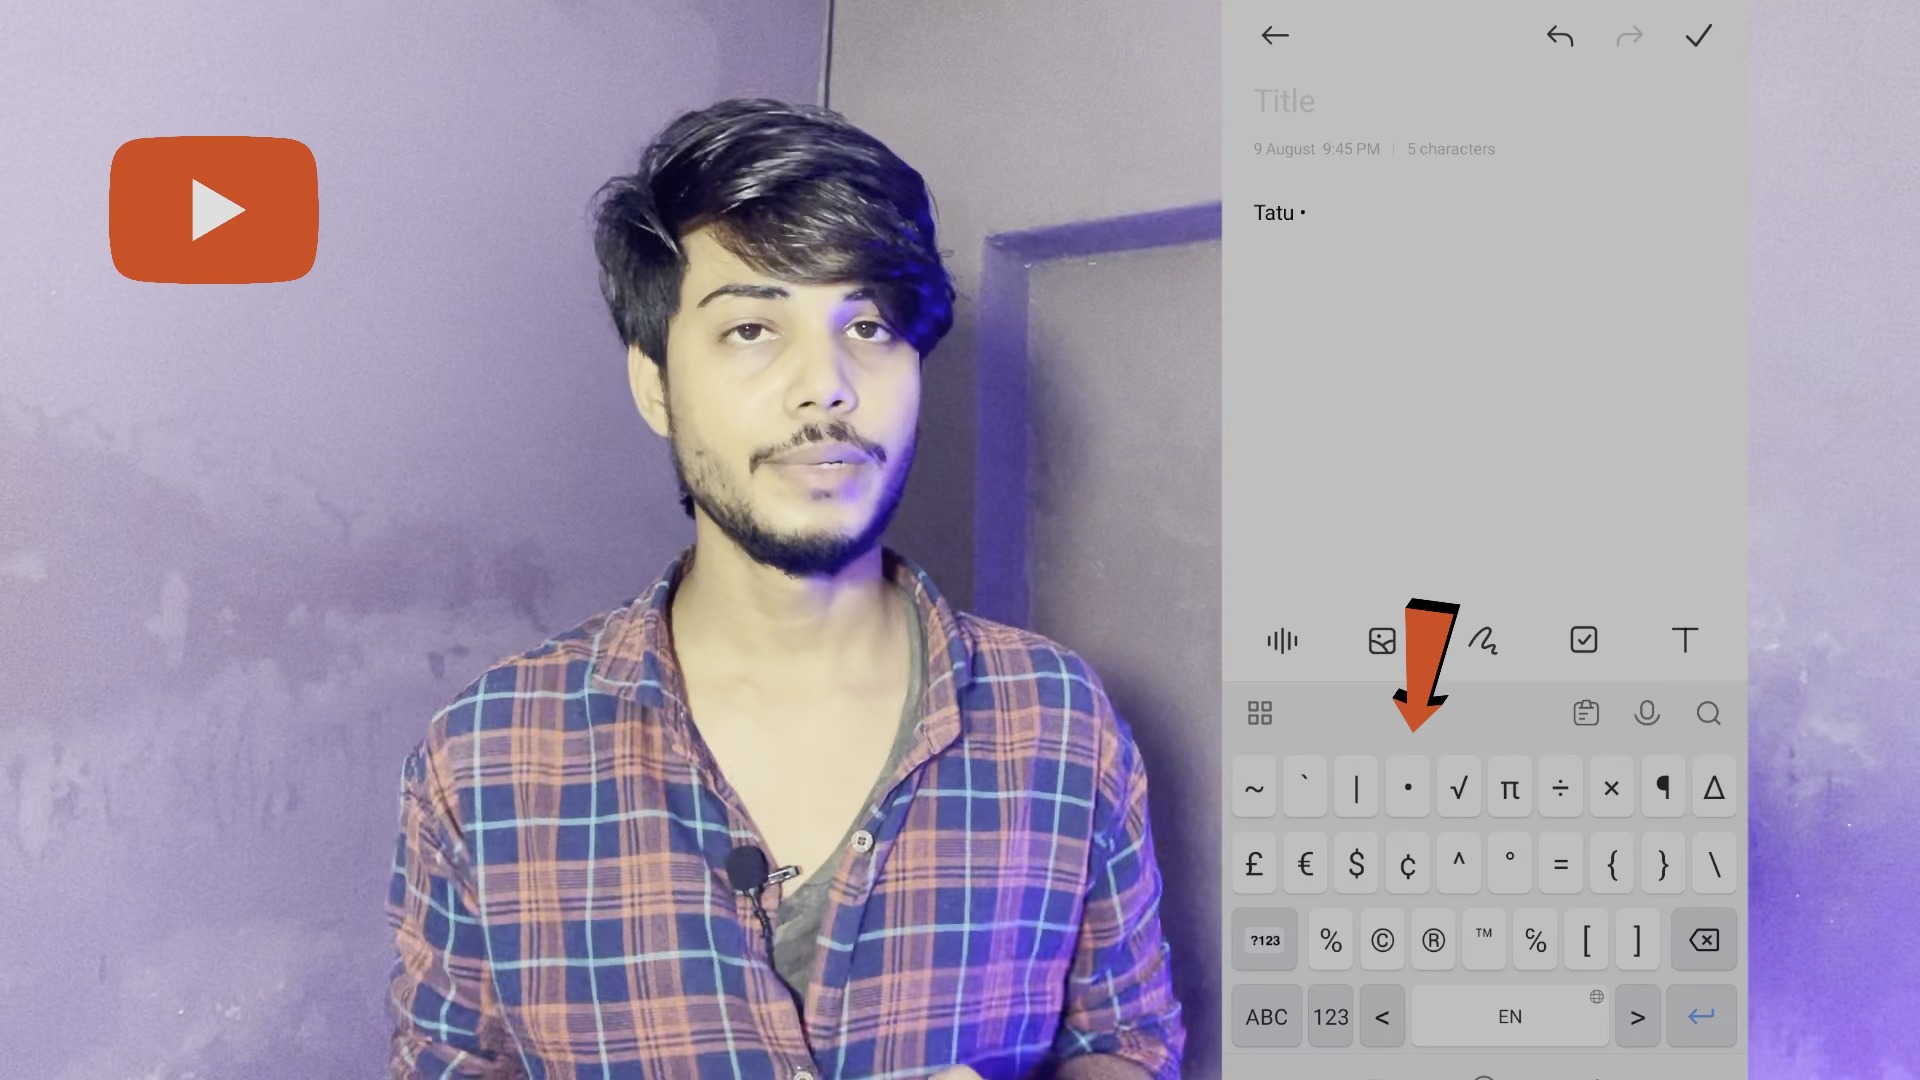 Title
9 August 9:45 PM | 5 characters
Tatu •
~ ` | • √ π ÷ × ¶ Δ
£ € $ ¢ ^ ° = { } \
?123 % © ® ™ ℅ [ ]
ABC 123 < EN >